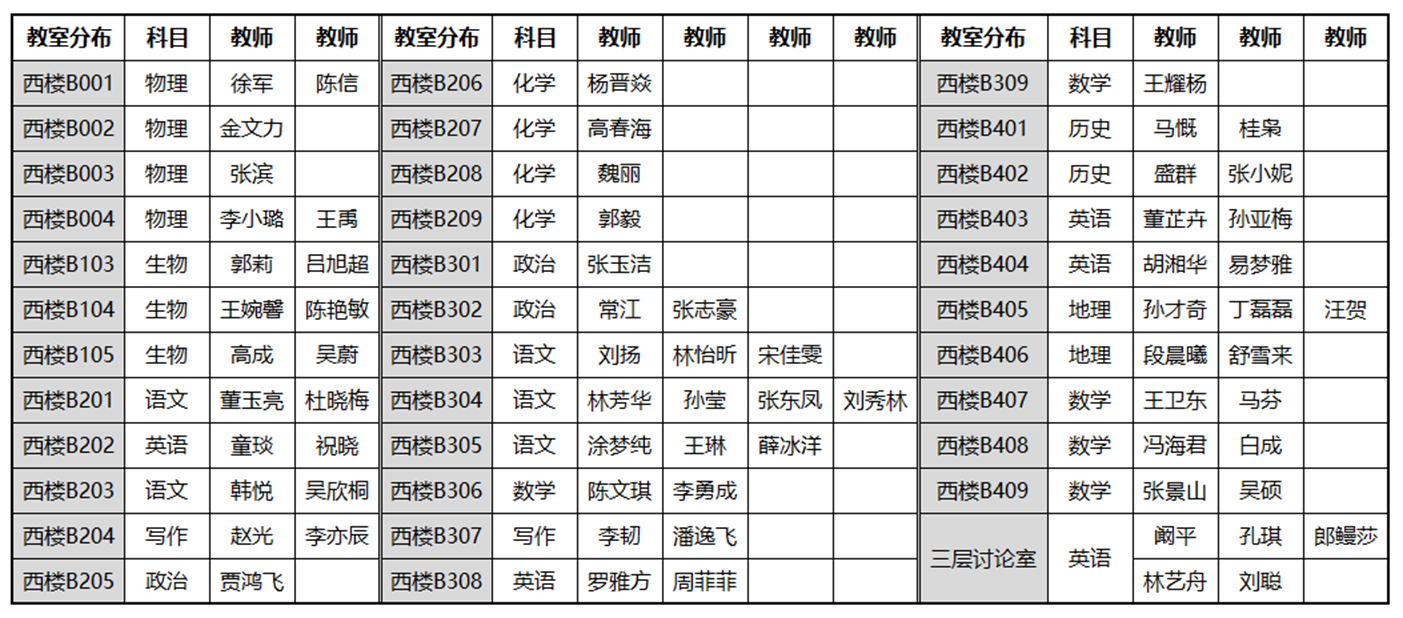 教室分布 科目 教师 教师 教室分布 科目 教师 教师 教师 教师 教室分布 科目 教师 教师 教师
西楼B001 物理 徐军 陈信 西楼B206 化学 杨晋焱 西楼B309 数学 王耀杨
西楼B002 物理 金文力 西楼B207 化学 高春海 西楼B401 历史 马慨 桂枭
西楼B003 物理 张滨 西楼B208 化学 魏丽 西楼B402 历史 盛群 张小妮
西楼B004 物理 李小璐 王禹 西楼B209 化学 郭毅 西楼B403 英语 董芷卉 孙亚梅
西楼B103 生物 郭莉 吕旭超 西楼B301 政治 张玉洁 西楼B404 英语 胡湘华 易梦雅
西楼B104 生物 王婉馨 陈艳敏 西楼B302 政治 常江 张志豪 西楼B405 地理 孙才奇 丁磊磊 汪贺
西楼B105 生物 高成 吴蔚 西楼B303 语文 刘扬 林怡昕 宋佳雯 西楼B406 地理 段晨曦 舒雪来
西楼B201 语文 董玉亮 杜晓梅 西楼B304 语文 林芳华 孙莹 张东凤 刘秀林 西楼B407 数学 王卫东 马芬
西楼B202 英语 童琰 祝晓 西楼B305 语文 涂梦纯 王琳 薛冰洋 西楼B408 数学 冯海君 白成
西楼B203 语文 韩悦 吴欣桐 西楼B306 数学 陈文琪 李勇成 西楼B409 数学 张景山 吴硕
西楼B204 写作 赵光 李亦辰 西楼B307 写作 李韧 潘逸飞 三层讨论室 英语 阚平 孔琪 郎鳗莎
西楼B205 政治 贾鸿飞 西楼B308 英语 罗雅方 周菲菲 林艺舟 刘聪